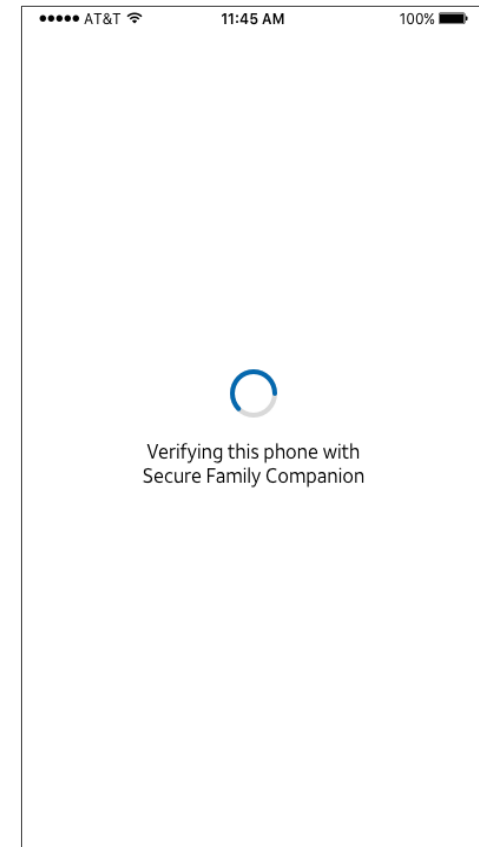 AT&T 11:45 AM 100%
Verifying this phone with
Secure Family Companion